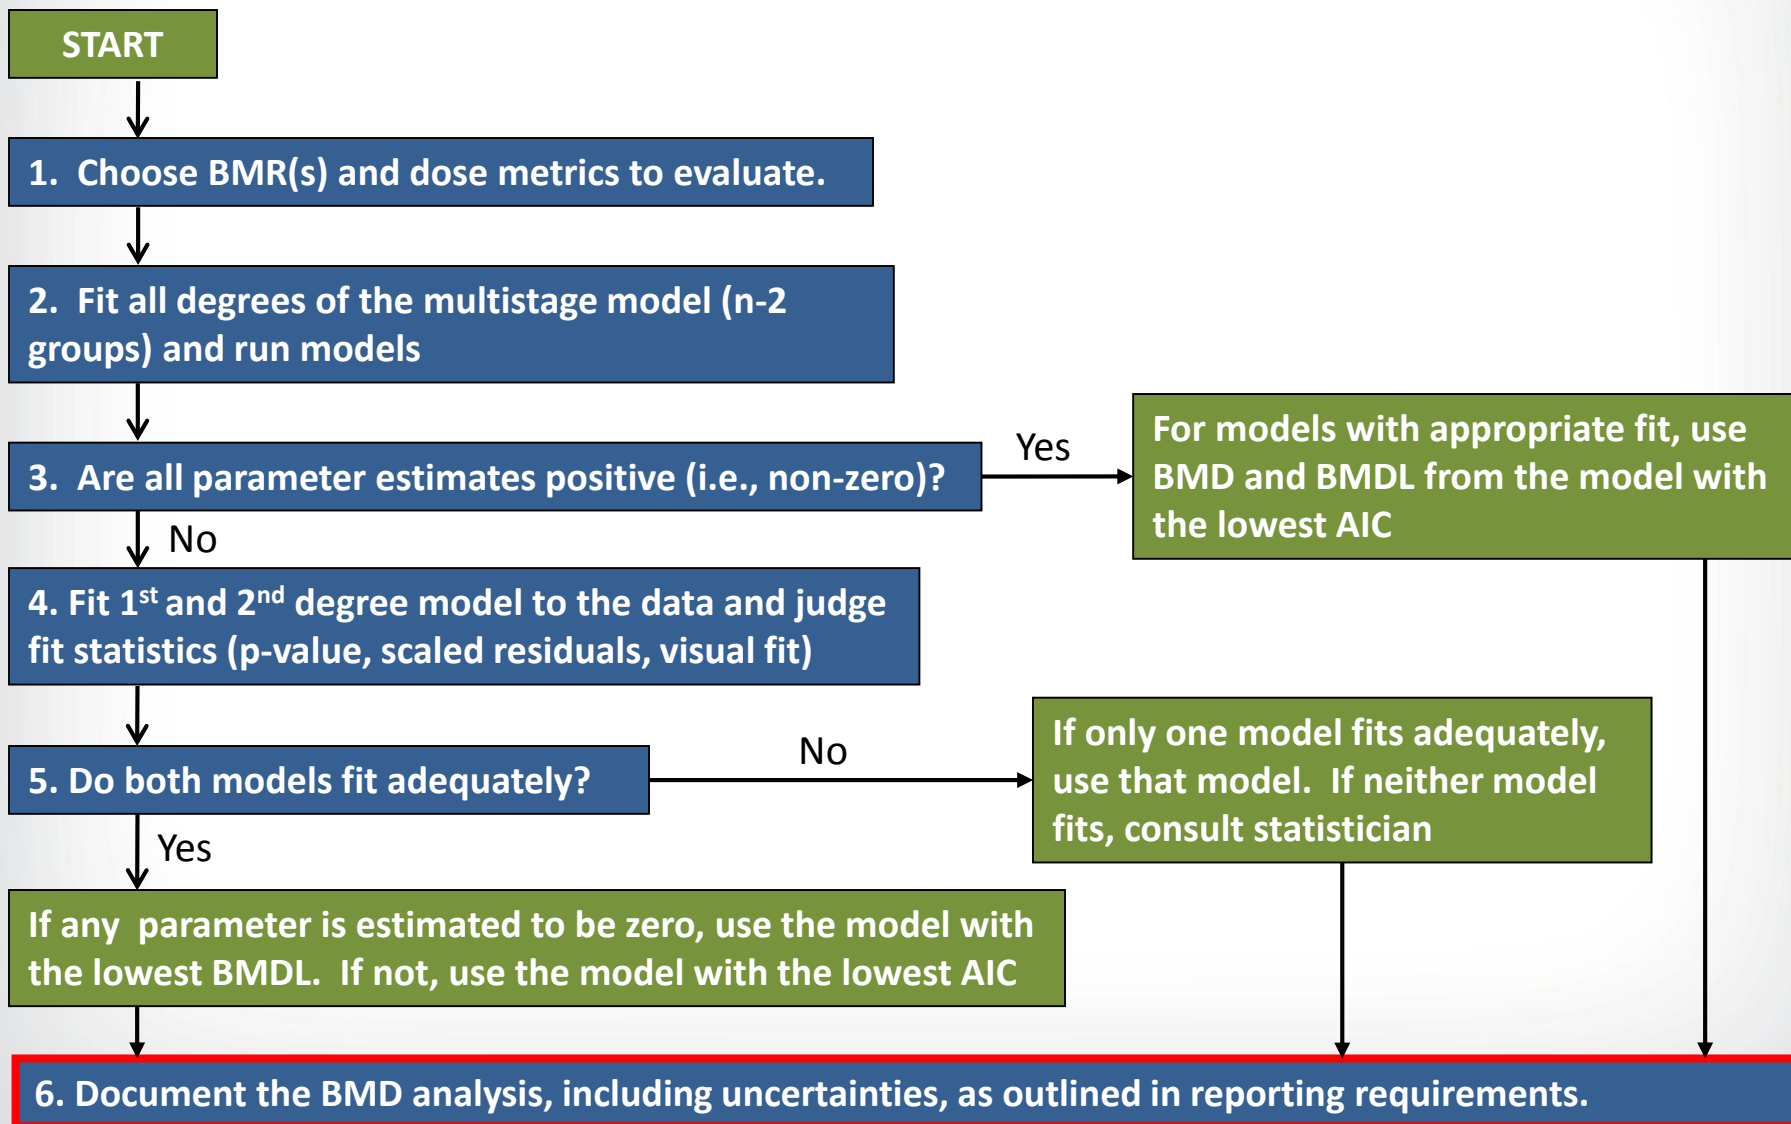 START
1. Choose BMR(s) and dose metrics to evaluate.
2. Fit all degrees of the multistage model (n-2
groups) and run models
3. Are all parameter estimates positive (i.e., non-zero)?
Yes
For models with appropriate fit, use
BMD and BMDL from the model with
the lowest AIC
No
4. Fit 1st and 2nd degree model to the data and judge
fit statistics (p-value, scaled residuals, visual fit)
5. Do both models fit adequately?
No
If only one model fits adequately,
use that model. If neither model
fits, consult statistician
Yes
If any parameter is estimated to be zero, use the model with
the lowest BMDL. If not, use the model with the lowest AIC
6. Document the BMD analysis, including uncertainties, as outlined in reporting requirements.